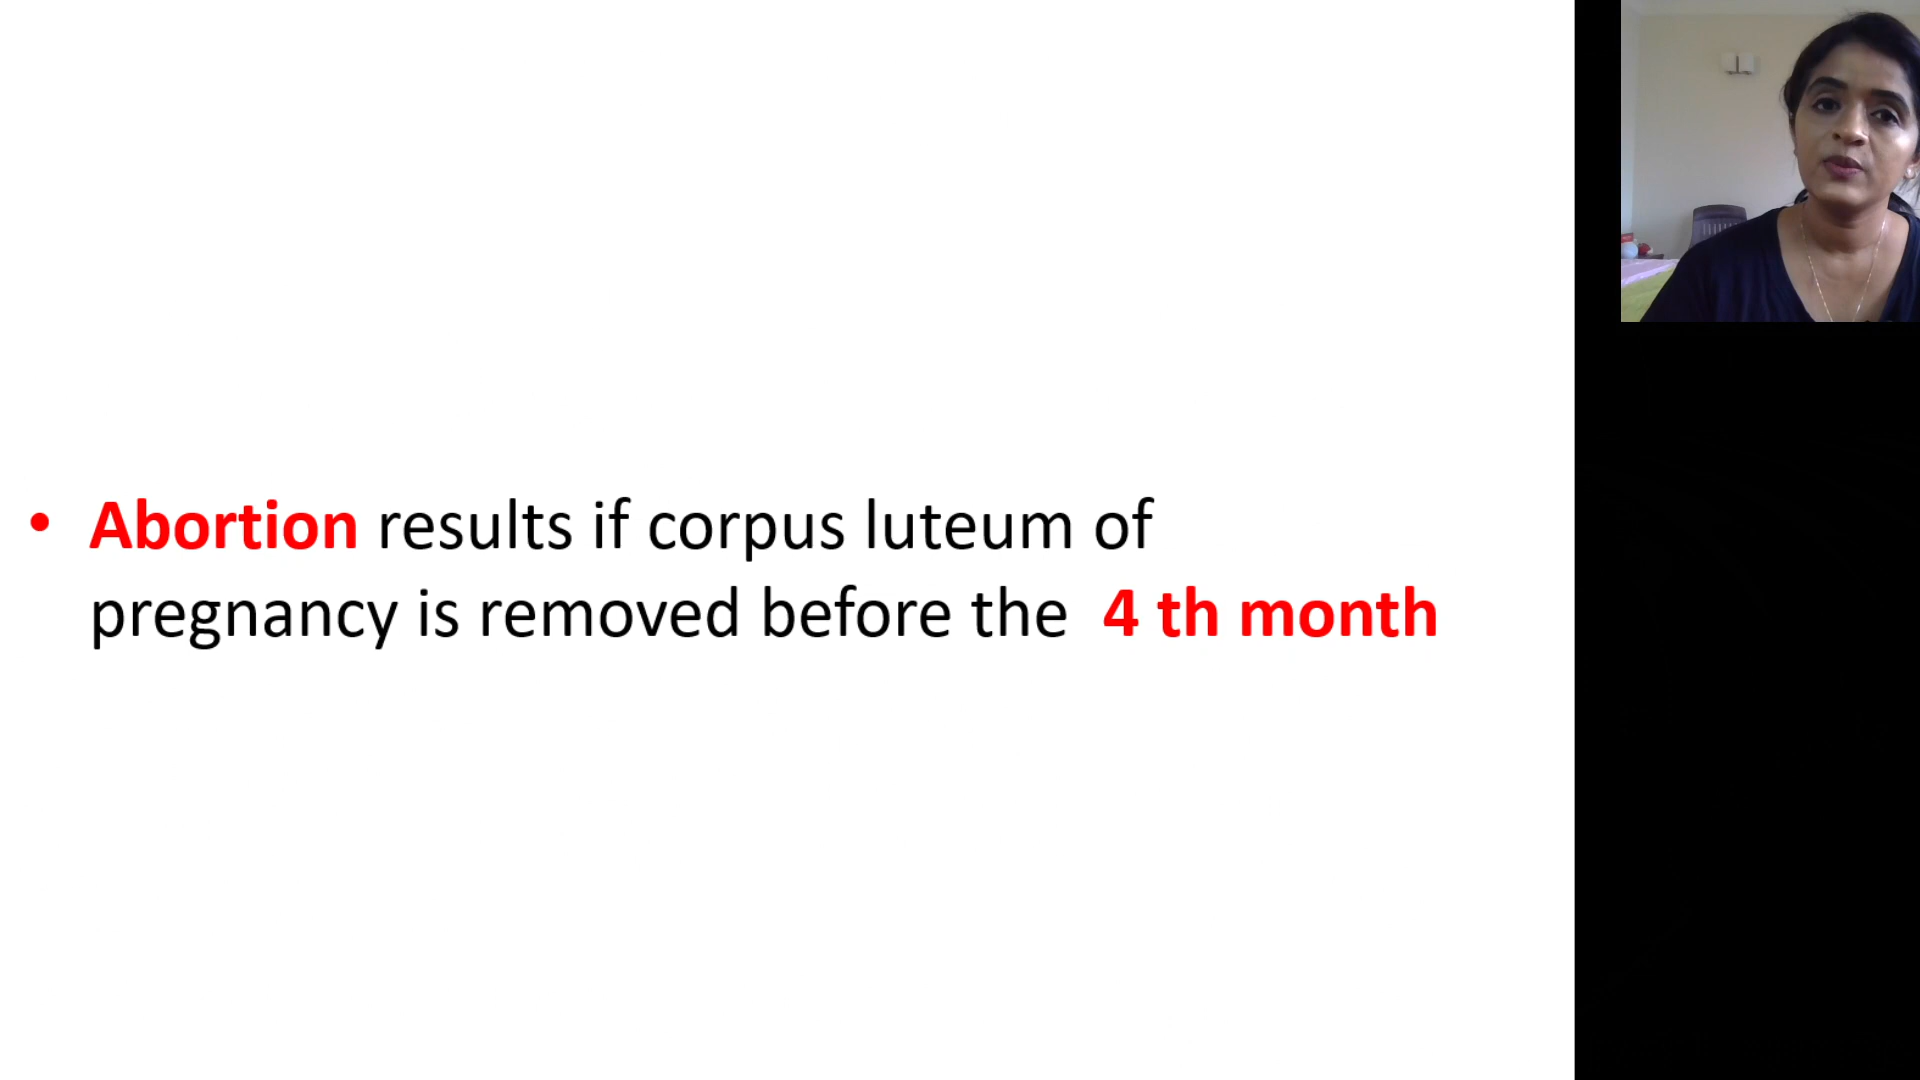 • Abortion results if corpus luteum of
pregnancy is removed before the 4 th month